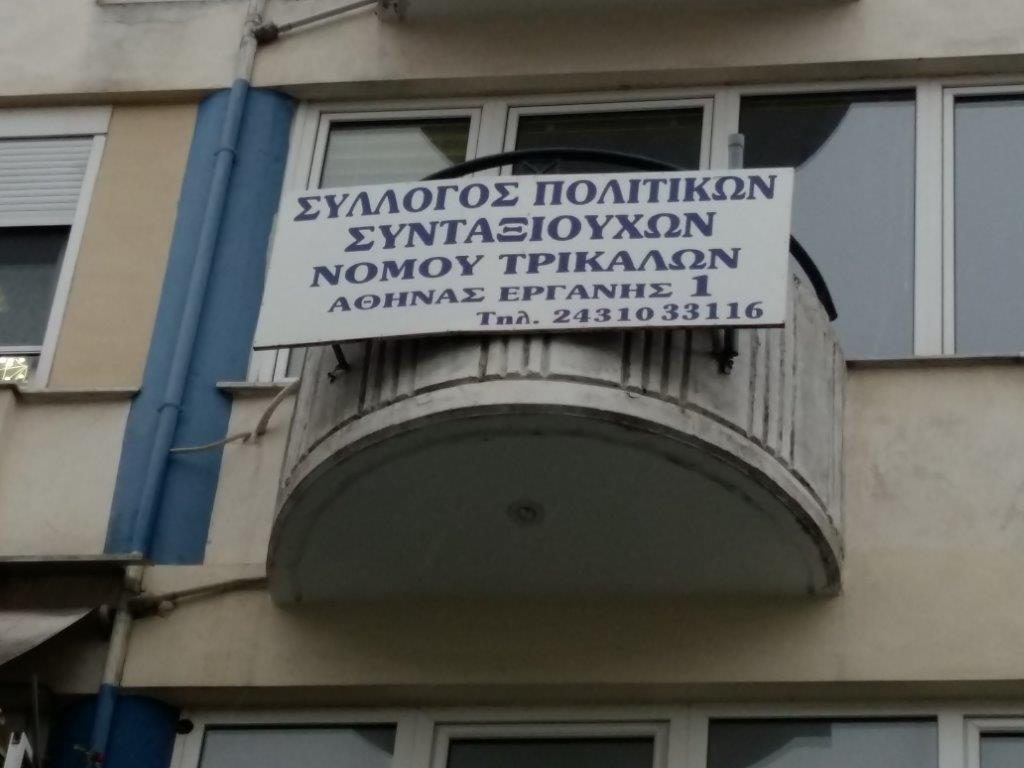 ΣΥΛΛΟΓΟΣ ΠΟΛΙΤΙΚΩΝ
ΣΥΝΤΑΞΙΟΥΧΩΝ
ΝΟΜΟΥ ΤΡΙΚΑΛΩΝ
ΑΘΗΝΑΣ ΕΡΓΑΝΗΣ 1
Τηλ. 24310 33116